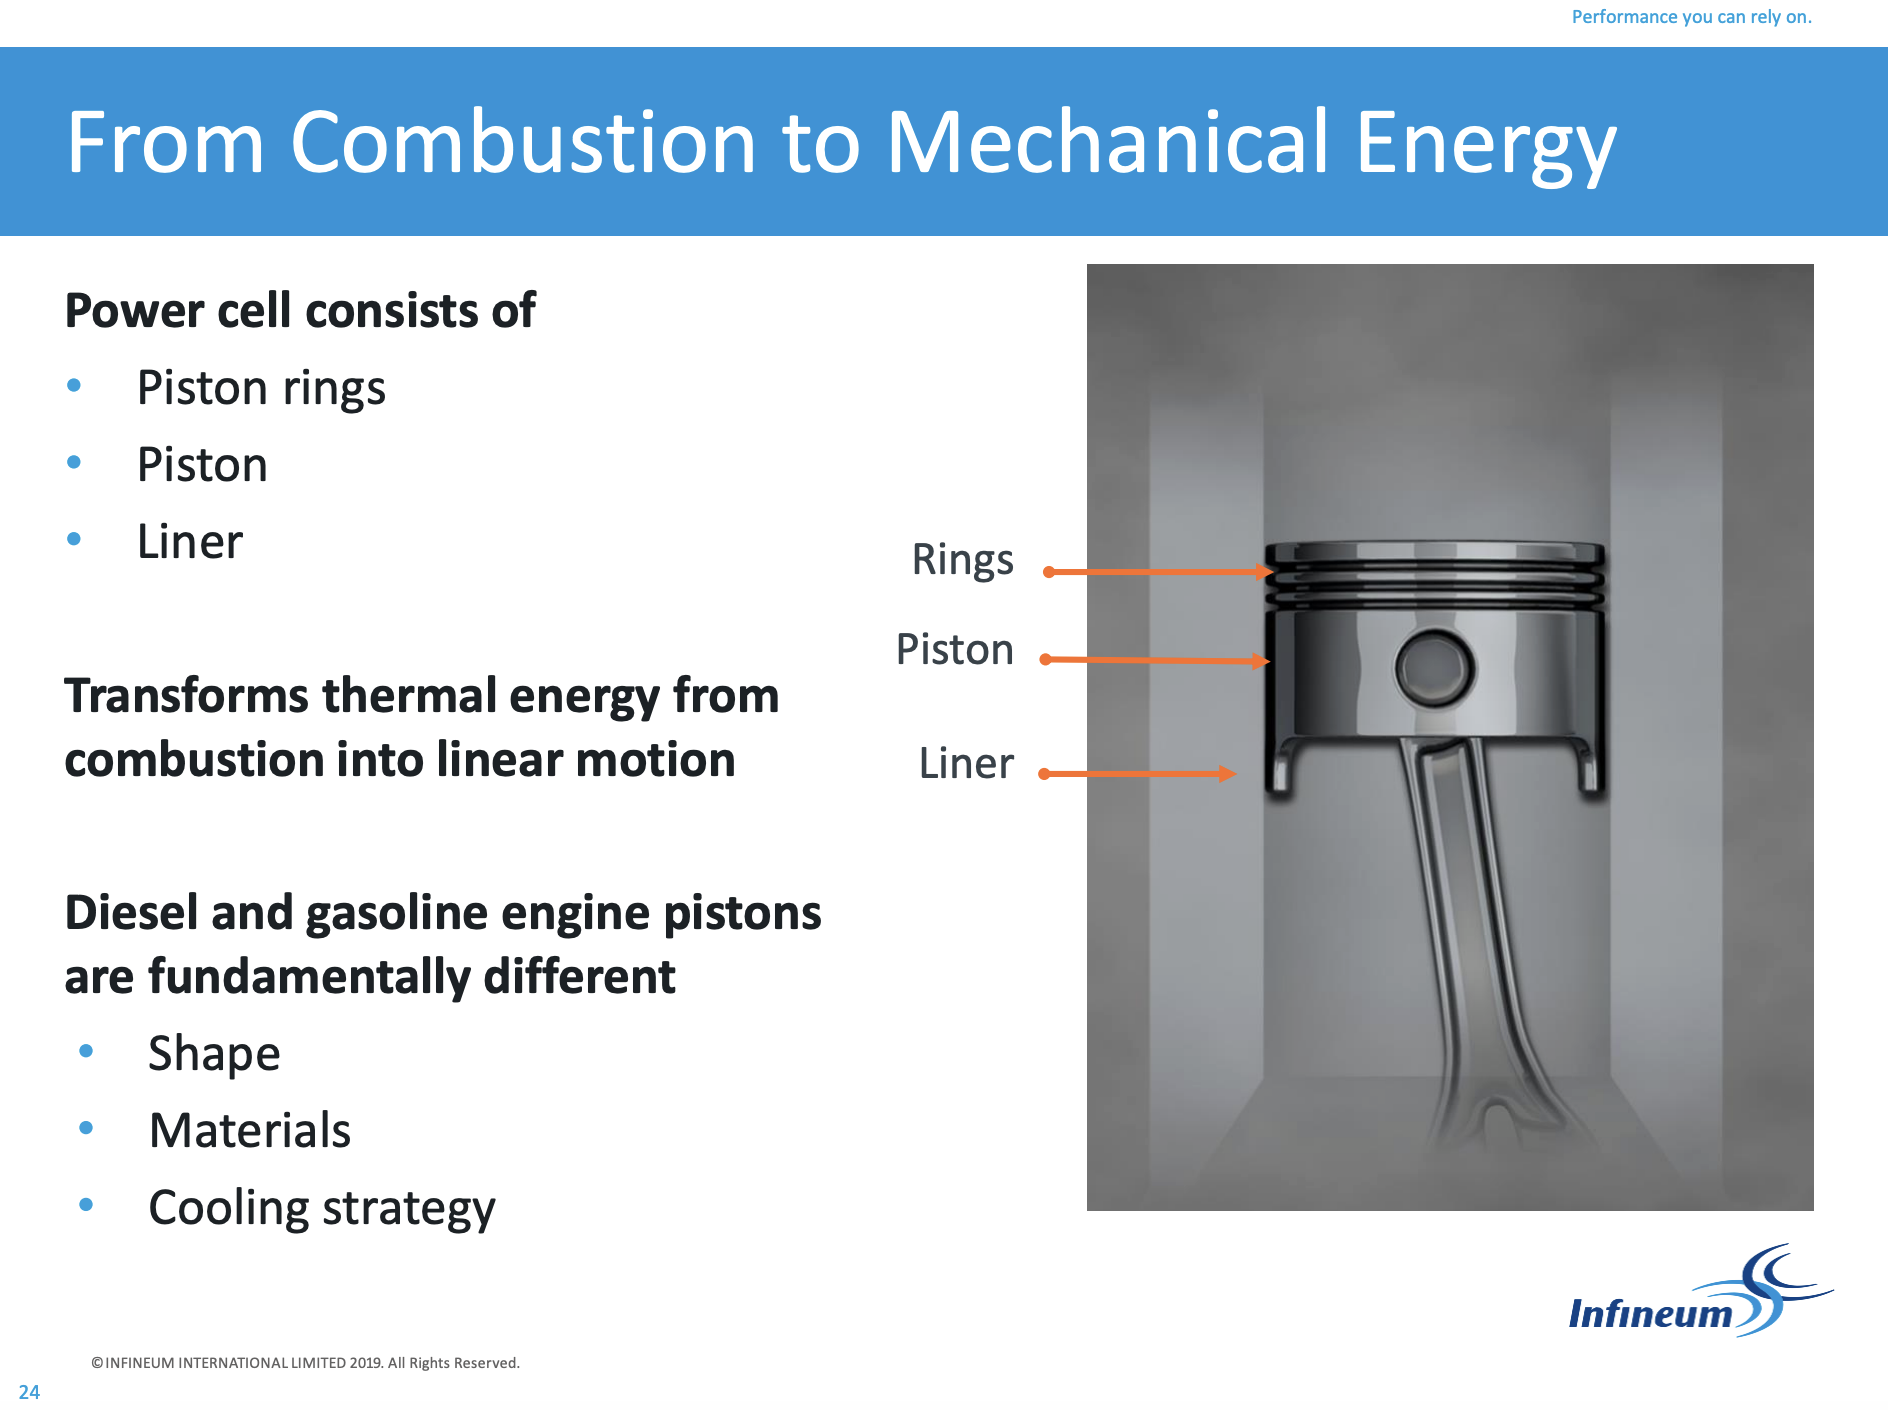 Performance you can rely on.
From Combustion to Mechanical Energy
Power cell consists of
• Piston rings
• Piston
• Liner
Transforms thermal energy from
combustion into linear motion
Diesel and gasoline engine pistons
are fundamentally different
• Shape
• Materials
• Cooling strategy
Rings
Piston
Liner
Infineum
©INFINEUM INTERNATIONAL LIMITED 2019. All Rights Reserved.
24